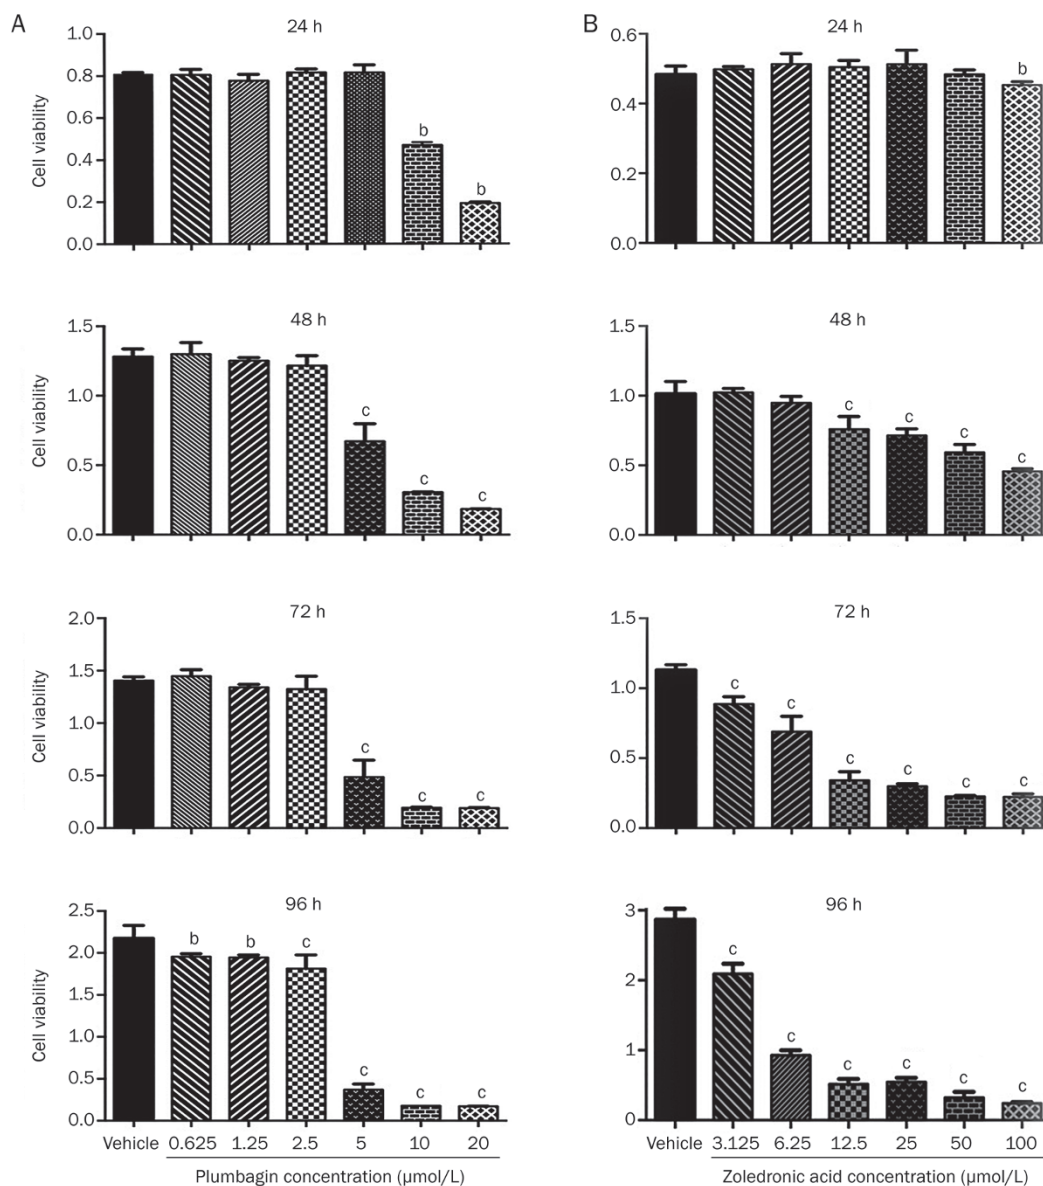 A
24 h
Cell viability
1.0
0.8
0.6
0.4
0.2
0.0
b
b
48 h
Cell viability
1.5
1.0
0.5
0.0
c
c
c
72 h
Cell viability
2.0
1.5
1.0
0.5
0.0
c
c
c
96 h
Cell viability
2.5
2.0
1.5
1.0
0.5
0.0
b
b
c
c
c
c
Vehicle 0.625 1.25 2.5 5 10 20
Plumbagin concentration (μmol/L)
B
24 h
0.6
0.4
0.2
0.0
b
48 h
1.5
1.0
0.5
0.0
c
c
c
c
72 h
1.5
1.0
0.5
0.0
c
c
c
c
c
c
96 h
3
2
1
0
c
c
c
c
c
c
Vehicle 3.125 6.25 12.5 25 50 100
Zoledronic acid concentration (μmol/L)